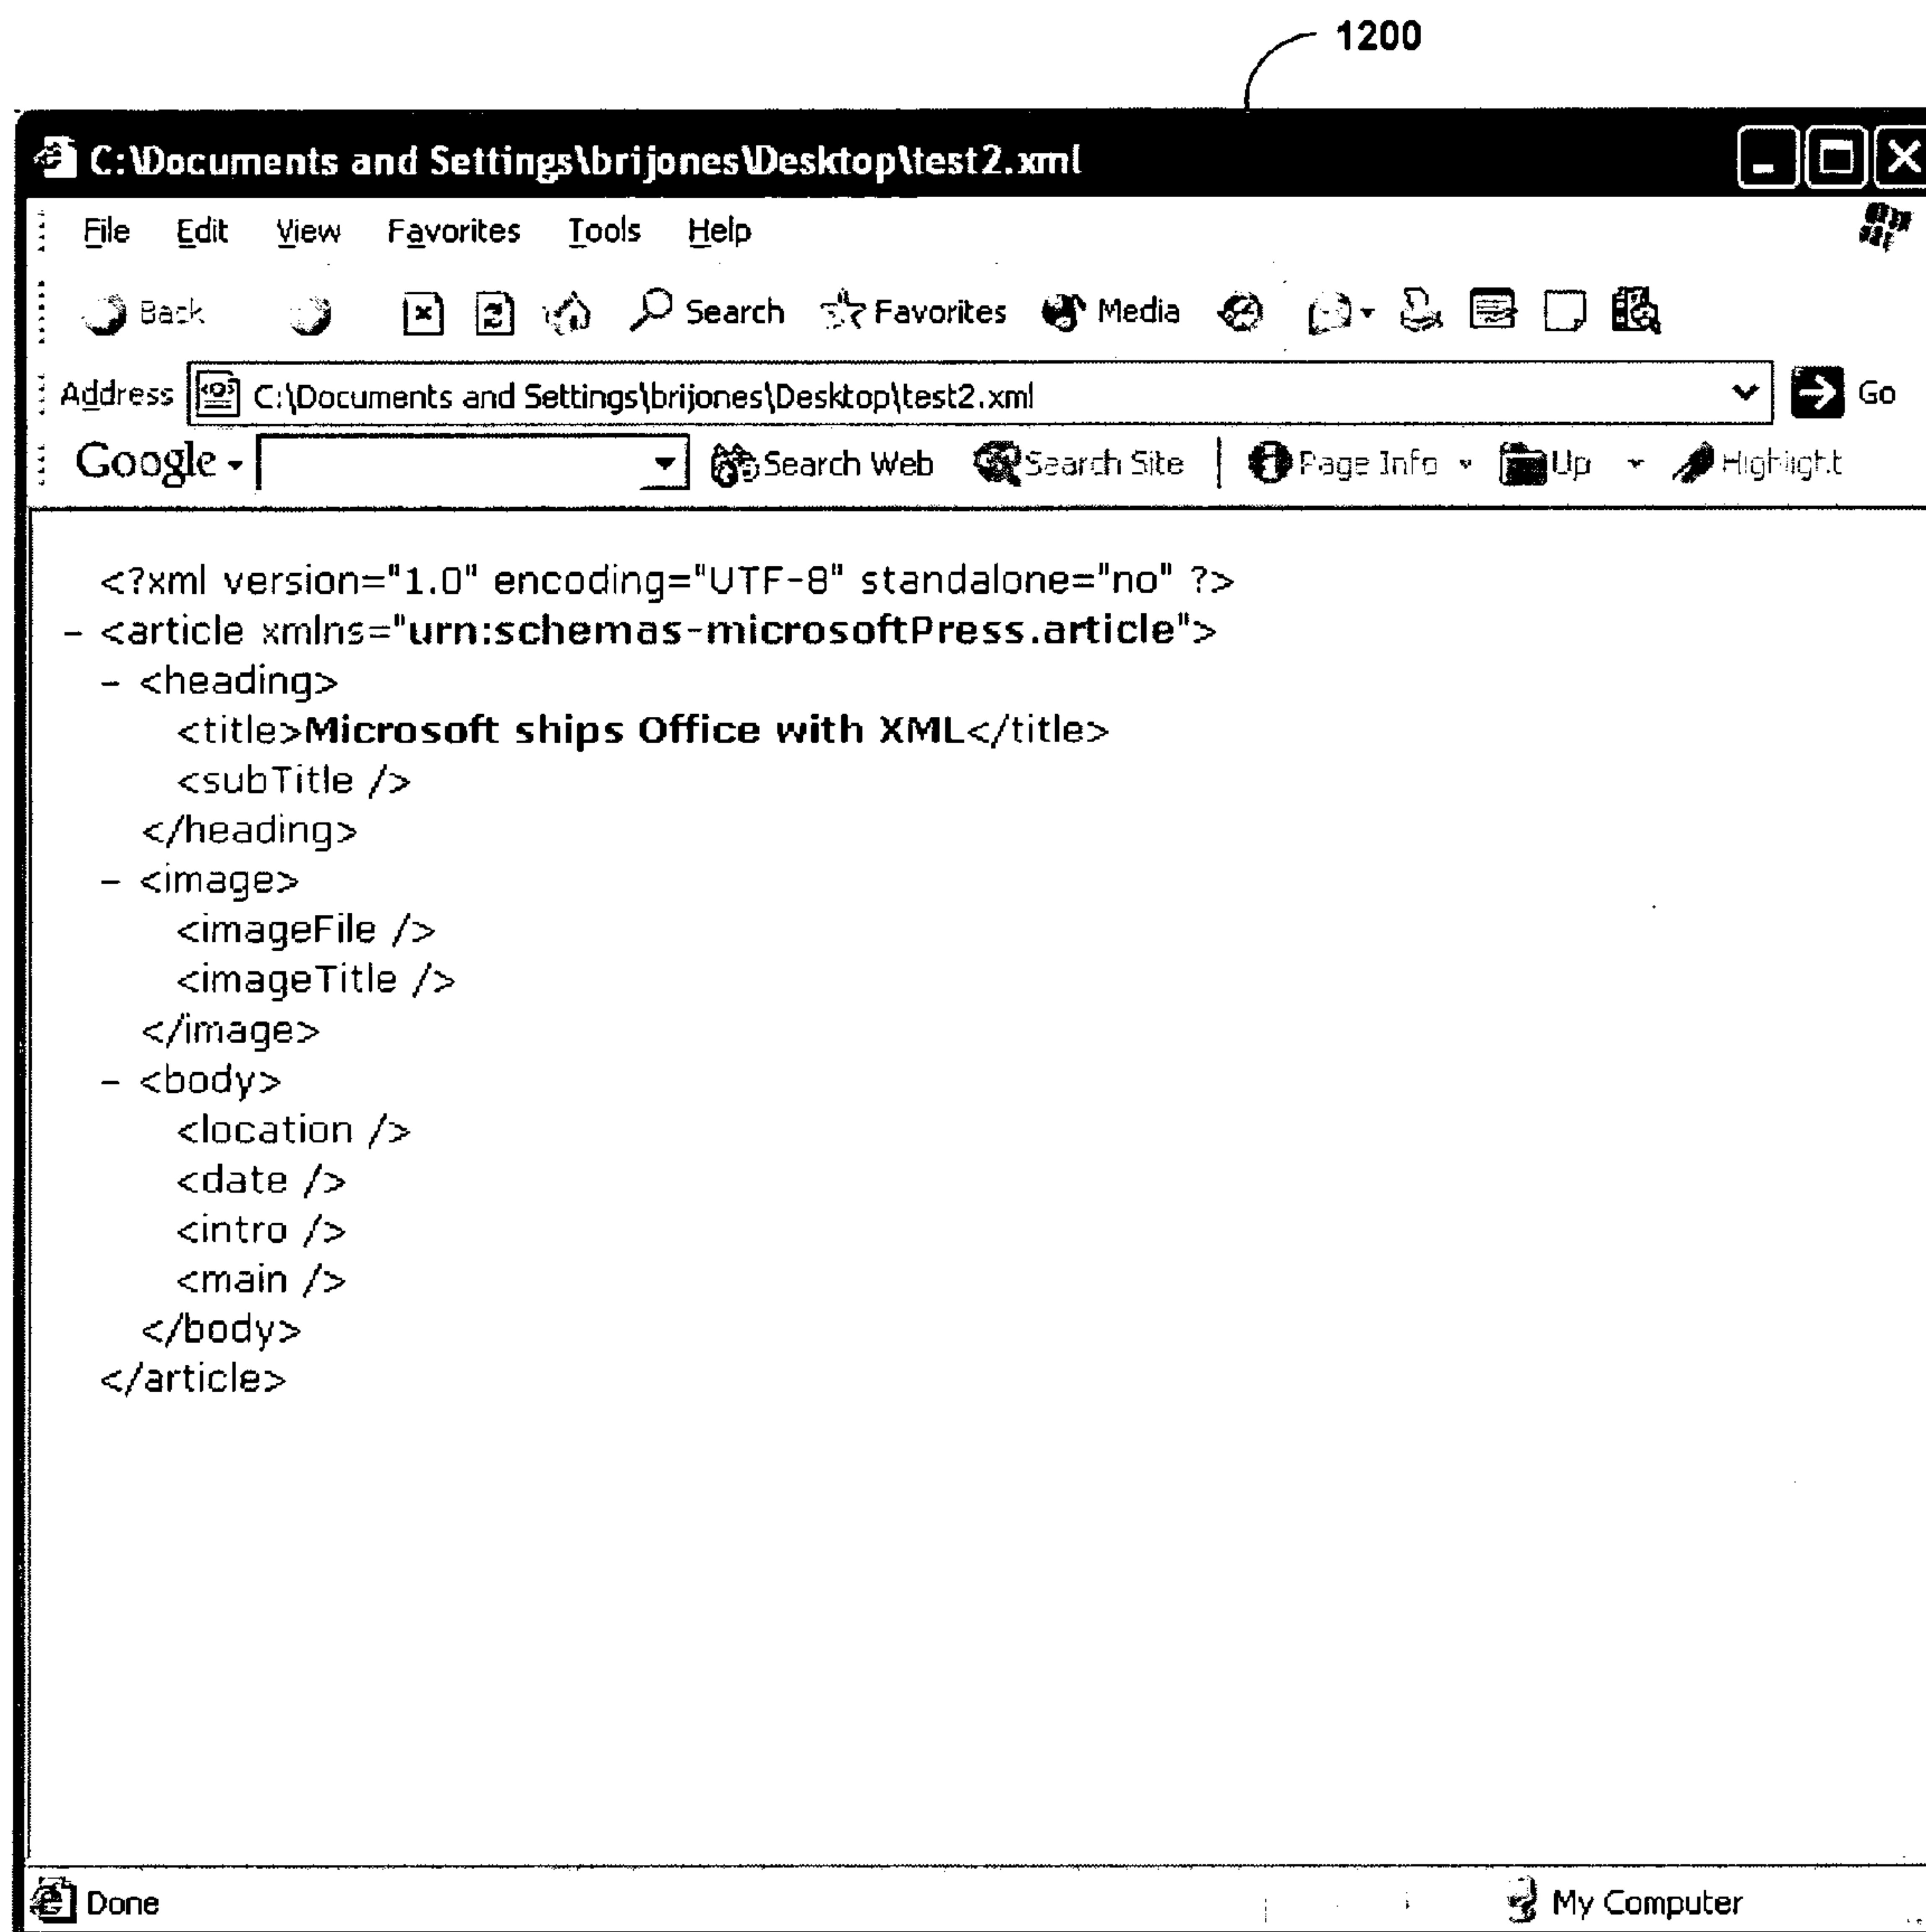 1200
C:\Documents and Settings\brijones\Desktop\test2.xml
File Edit View Favorites Tools Help
Back Search Favorites Media
Address C:\Documents and Settings\brijones\Desktop\test2.xml Go
Google Search Web Search Site Page Info Up Highlight
<?xml version="1.0" encoding="UTF-8" standalone="no" ?>
- <article xmlns="urn:schemas-microsoftPress.article">
- <heading>
<title>Microsoft ships Office with XML</title>
<subTitle />
</heading>
- <image>
<imageFile />
<imageTitle />
</image>
- <body>
<location />
<date />
<intro />
<main />
</body>
</article>
Done My Computer